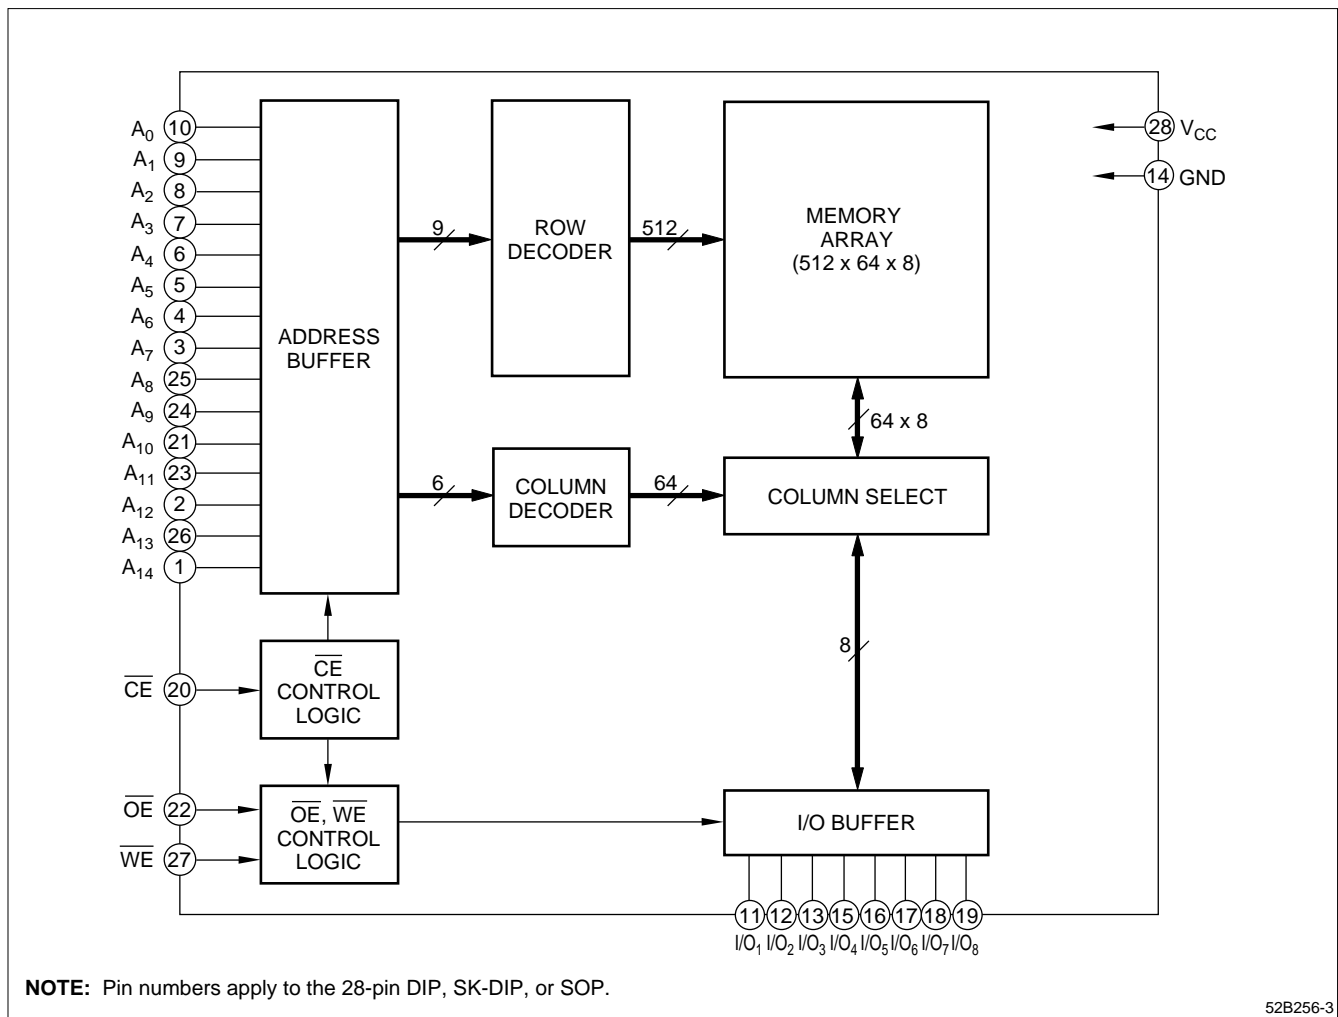 A0 10
A1 9
A2 8
A3 7
A4 6
A5 5
A6 4
A7 3
A8 25
A9 24
A10 21
A11 23
A12 2
A13 26
A14 1
ADDRESS
BUFFER
9
ROW
DECODER
512
MEMORY
ARRAY
(512 x 64 x 8)
28 VCC
14 GND
64 x 8
6
COLUMN
DECODER
64
COLUMN SELECT
8
CE 20
CE
CONTROL
LOGIC
OE 22
WE 27
OE, WE
CONTROL
LOGIC
I/O BUFFER
11 12 13 15 16 17 18 19
I/O1 I/O2 I/O3 I/O4 I/O5 I/O6 I/O7 I/O8
NOTE: Pin numbers apply to the 28-pin DIP, SK-DIP, or SOP.
52B256-3